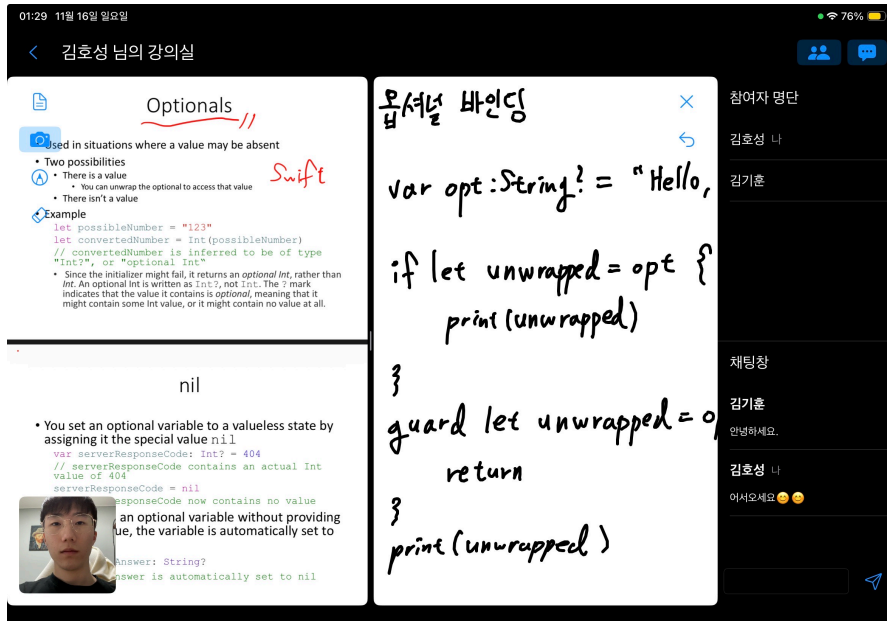 01:29 11월 16일 일요일
76%
김호성 님의 강의실
Optionals
Used in situations where a value may be absent
• Two possibilities
• There is a value
• You can unwrap the optional to access that value
• There isn't a value
• Example
let possibleNumber = "123"
let convertedNumber = Int(possibleNumber)
// convertedNumber is inferred to be of type
"Int?", or "optional Int"
• Since the initializer might fail, it returns an optional Int, rather than
Int. An optional Int is written as Int?, not Int. The ? mark
indicates that the value it contains is optional, meaning that it
might contain some Int value, or it might contain no value at all.
Swift
nil
• You set an optional variable to a valueless state by
assigning it the special value nil
var serverResponseCode: Int? = 404
// serverResponseCode contains an actual Int
value of 404
serverResponseCode = nil
esponseCode now contains no value
an optional variable without providing
ue, the variable is automatically set to
Answer: String?
nswer is automatically set to nil
옵셔널 바인딩
var opt:String? = "Hello,
if let unwrapped = opt {
print(unwrapped)
}
guard let unwrapped = op
return
}
print(unwrapped)
참여자 명단
김호성 나
김기훈
채팅창
김기훈
안녕하세요.
김호성 나
어서오세요😊😊